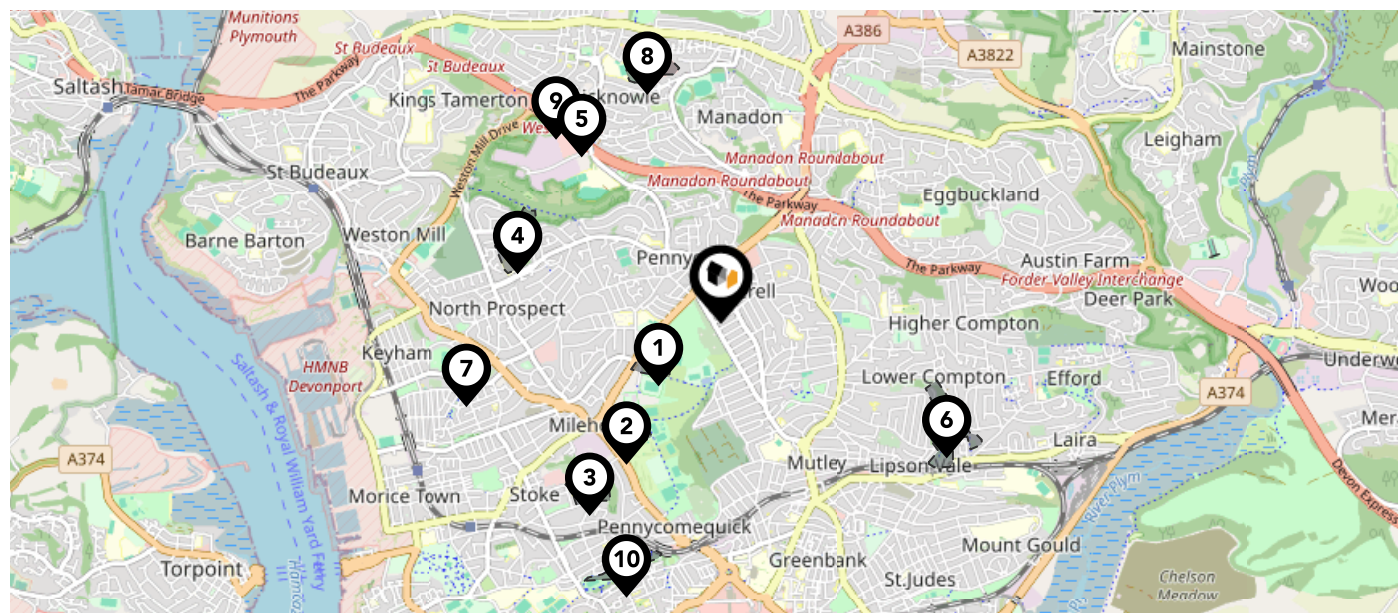 Munitions
Plymouth
St Budeaux
A386
A3822
Mainstone
Saltash
Tamar Bridge
The Parkway
St Budeaux
8
Kings Tamerton
9
5
Manadon
Leigham
Weston Mill Drive
Plym
Manadon Roundabout
Manadon Roundabout
The Parkway
Manadon Roundabout
Eggbuckland
St Budeaux
Barne Barton
Weston Mill
4
The Parkway
Austin Farm
Forder Valley Interchange
Deer Park
North Prospect
Higher Compton
1
Keyham
HMNB
Devonport
7
Lower Compton
Efford
A374
Saltash & Royal William Yard Ferry
2
6
Laira
A374
Mutley
Lipson Vale
3
Stoke
Morice Town
River Plym
Devon Express
Pennycomequick
10
Greenbank
Mount Gould
Torpoint
St.Judes
Chelson
Meadow